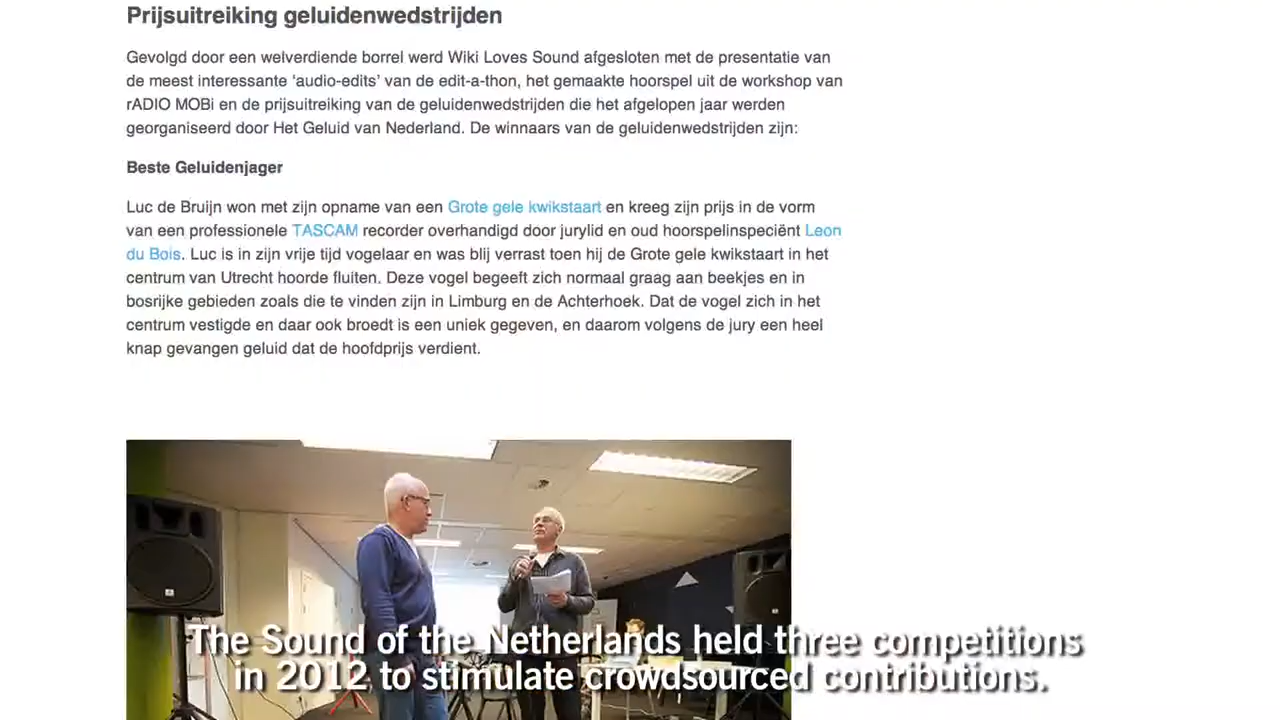 Prijsuitreiking geluidenwedstrijden
Gevolgd door een welverdiende borrel werd Wiki Loves Sound afgesloten met de presentatie van
de meest interessante ‘audio-edits’ van de edit-a-thon, het gemaakte hoorspel uit de workshop van
rADIO MOBi en de prijsuitreiking van de geluidenwedstrijden die het afgelopen jaar werden
georganiseerd door Het Geluid van Nederland. De winnaars van de geluidenwedstrijden zijn:
Beste Geluidenjager
Luc de Bruijn won met zijn opname van een Grote gele kwikstaart en kreeg zijn prijs in de vorm
van een professionele TASCAM recorder overhandigd door jurylid en oud hoorspelinspeciënt Leon
du Bois. Luc is in zijn vrije tijd vogelaar en was blij verrast toen hij de Grote gele kwikstaart in het
centrum van Utrecht hoorde fluiten. Deze vogel begeeft zich normaal graag aan beekjes en in
bosrijke gebieden zoals die te vinden zijn in Limburg en de Achterhoek. Dat de vogel zich in het
centrum vestigde en daar ook broedt is een uniek gegeven, en daarom volgens de jury een heel
knap gevangen geluid dat de hoofdprijs verdient.
The Sound of the Netherlands held three competitions
in 2012 to stimulate crowdsourced contributions.